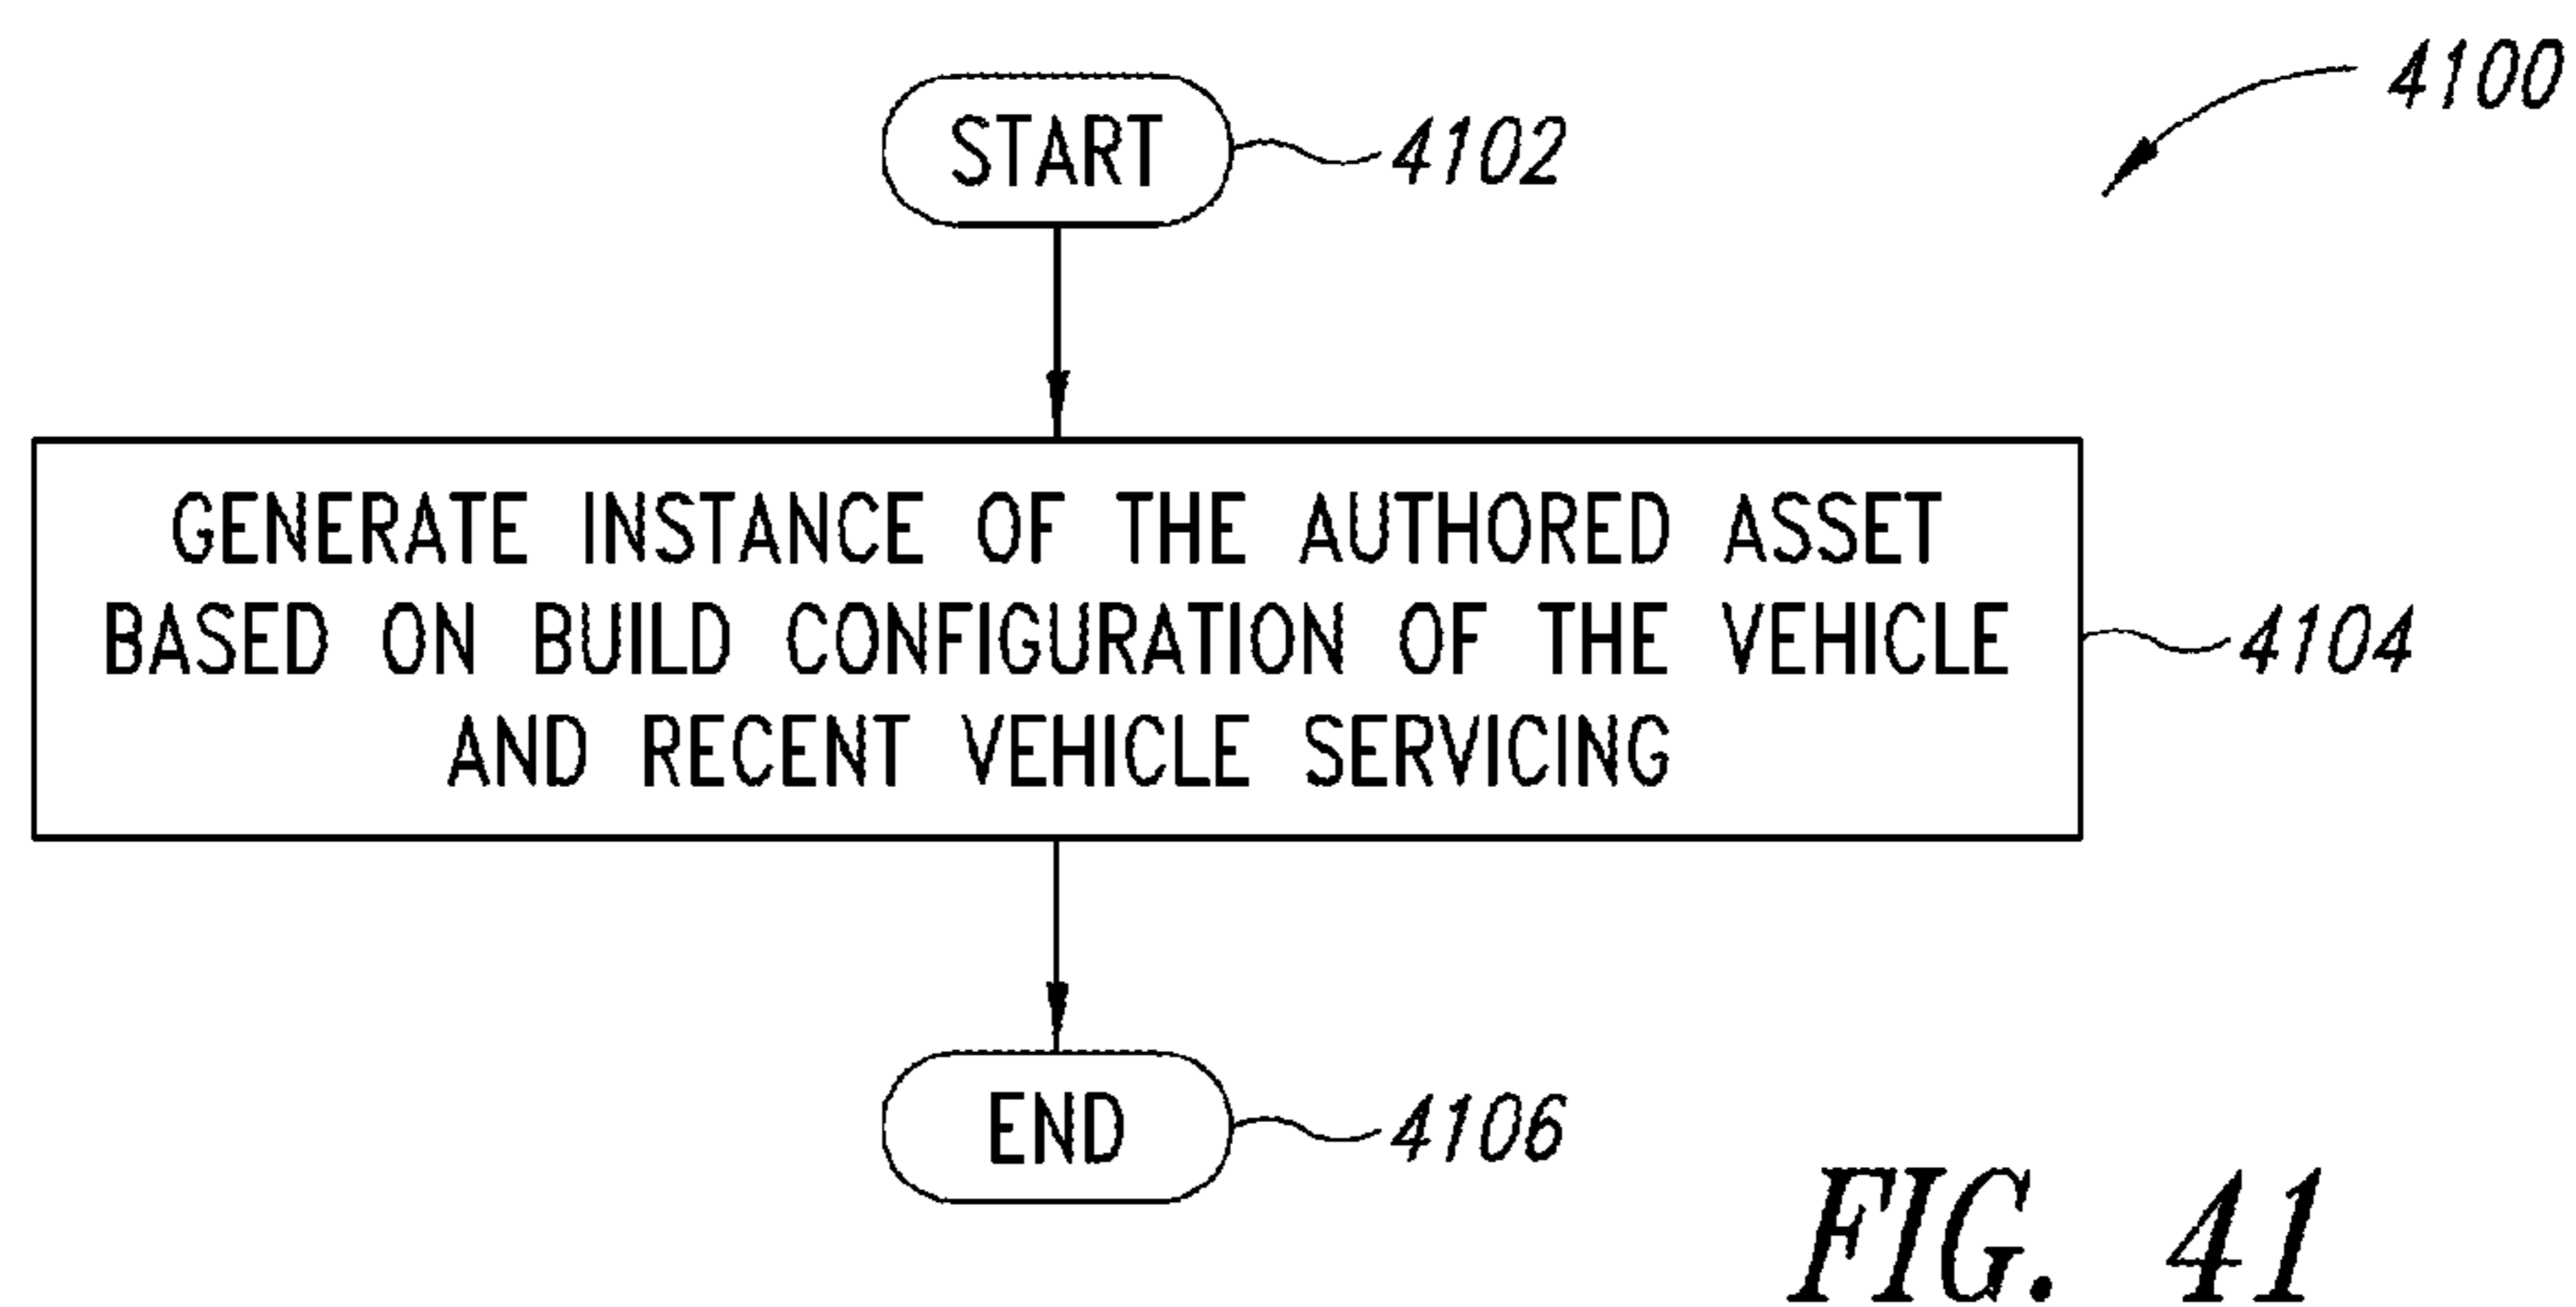 4100
START
4102
GENERATE INSTANCE OF THE AUTHORED ASSET
BASED ON BUILD CONFIGURATION OF THE VEHICLE
AND RECENT VEHICLE SERVICING
4104
END
4106
FIG. 41